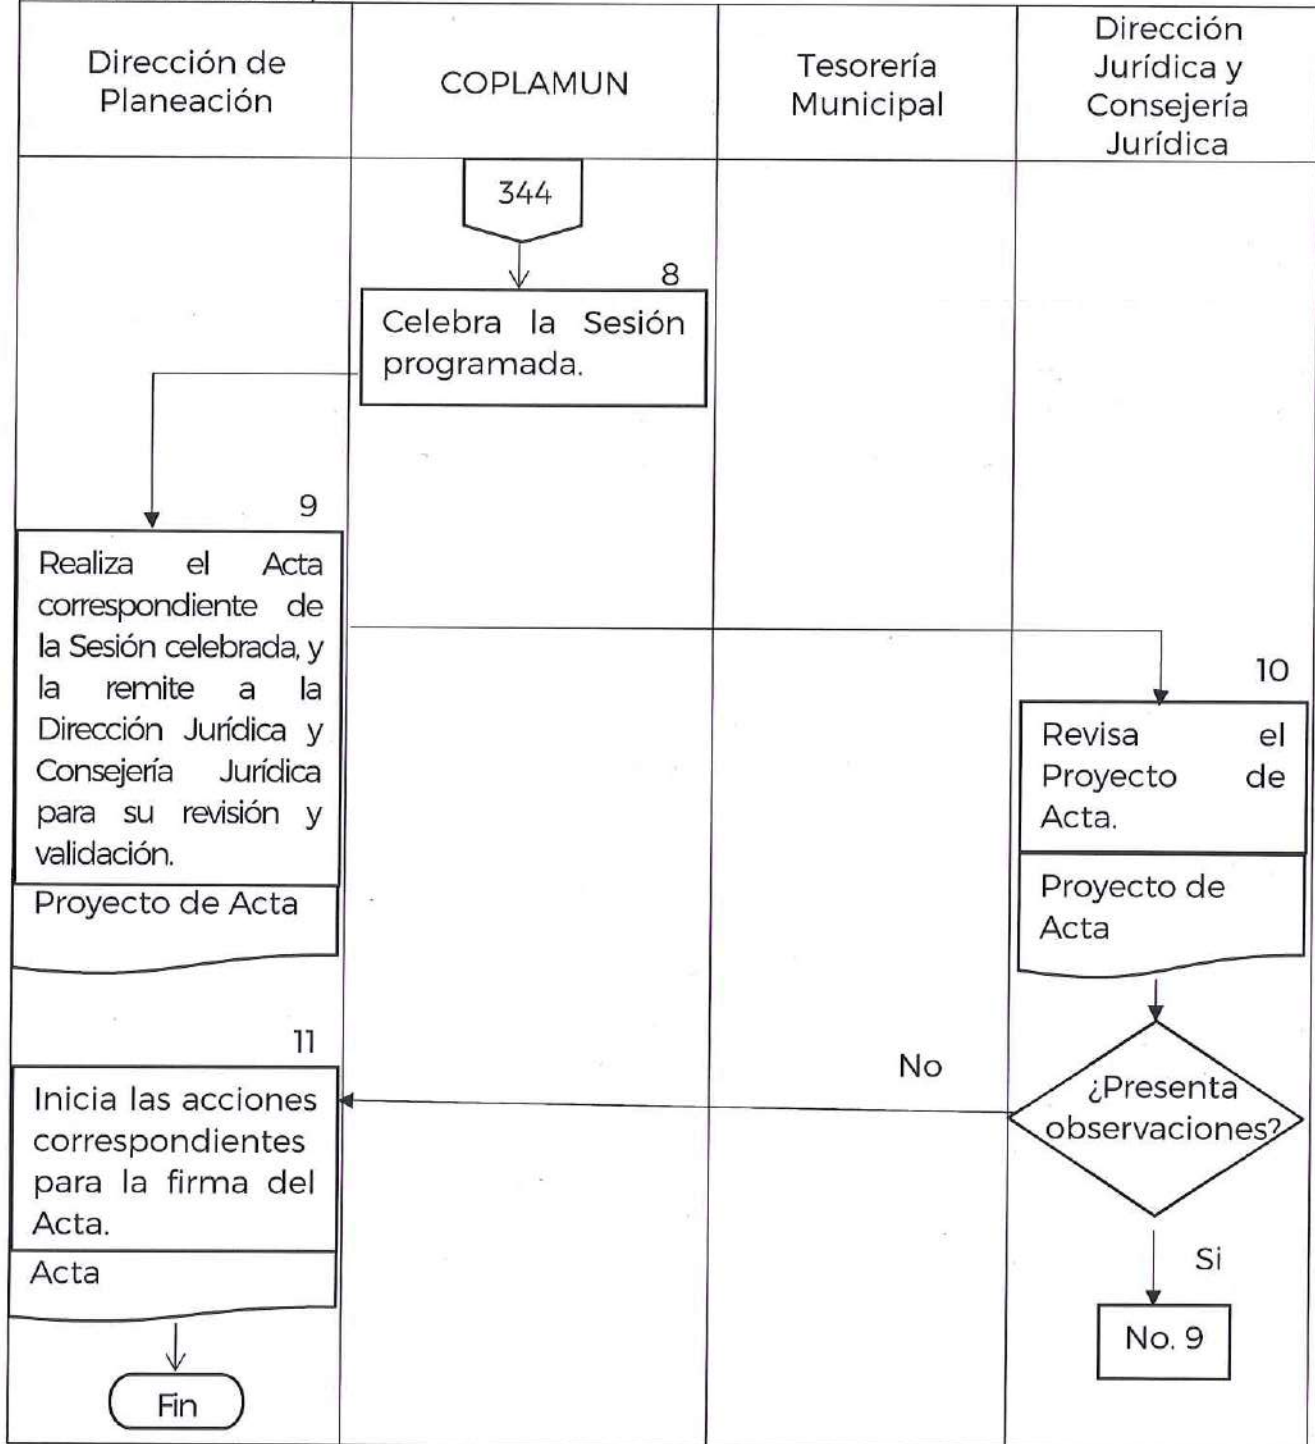 Dirección de
Planeación
COPLAMUN
Tesorería
Municipal
Dirección
Jurídica y
Consejería
Jurídica
344
8
Celebra la Sesión
programada.
9
Realiza el Acta
correspondiente de
la Sesión celebrada, y
la remite a la
Dirección Jurídica y
Consejería Jurídica
para su revisión y
validación.
Proyecto de Acta
10
Revisa el
Proyecto de
Acta.
Proyecto de
Acta
¿Presenta
observaciones?
No
Si
No. 9
11
Inicia las acciones
correspondientes
para la firma del
Acta.
Acta
Fin